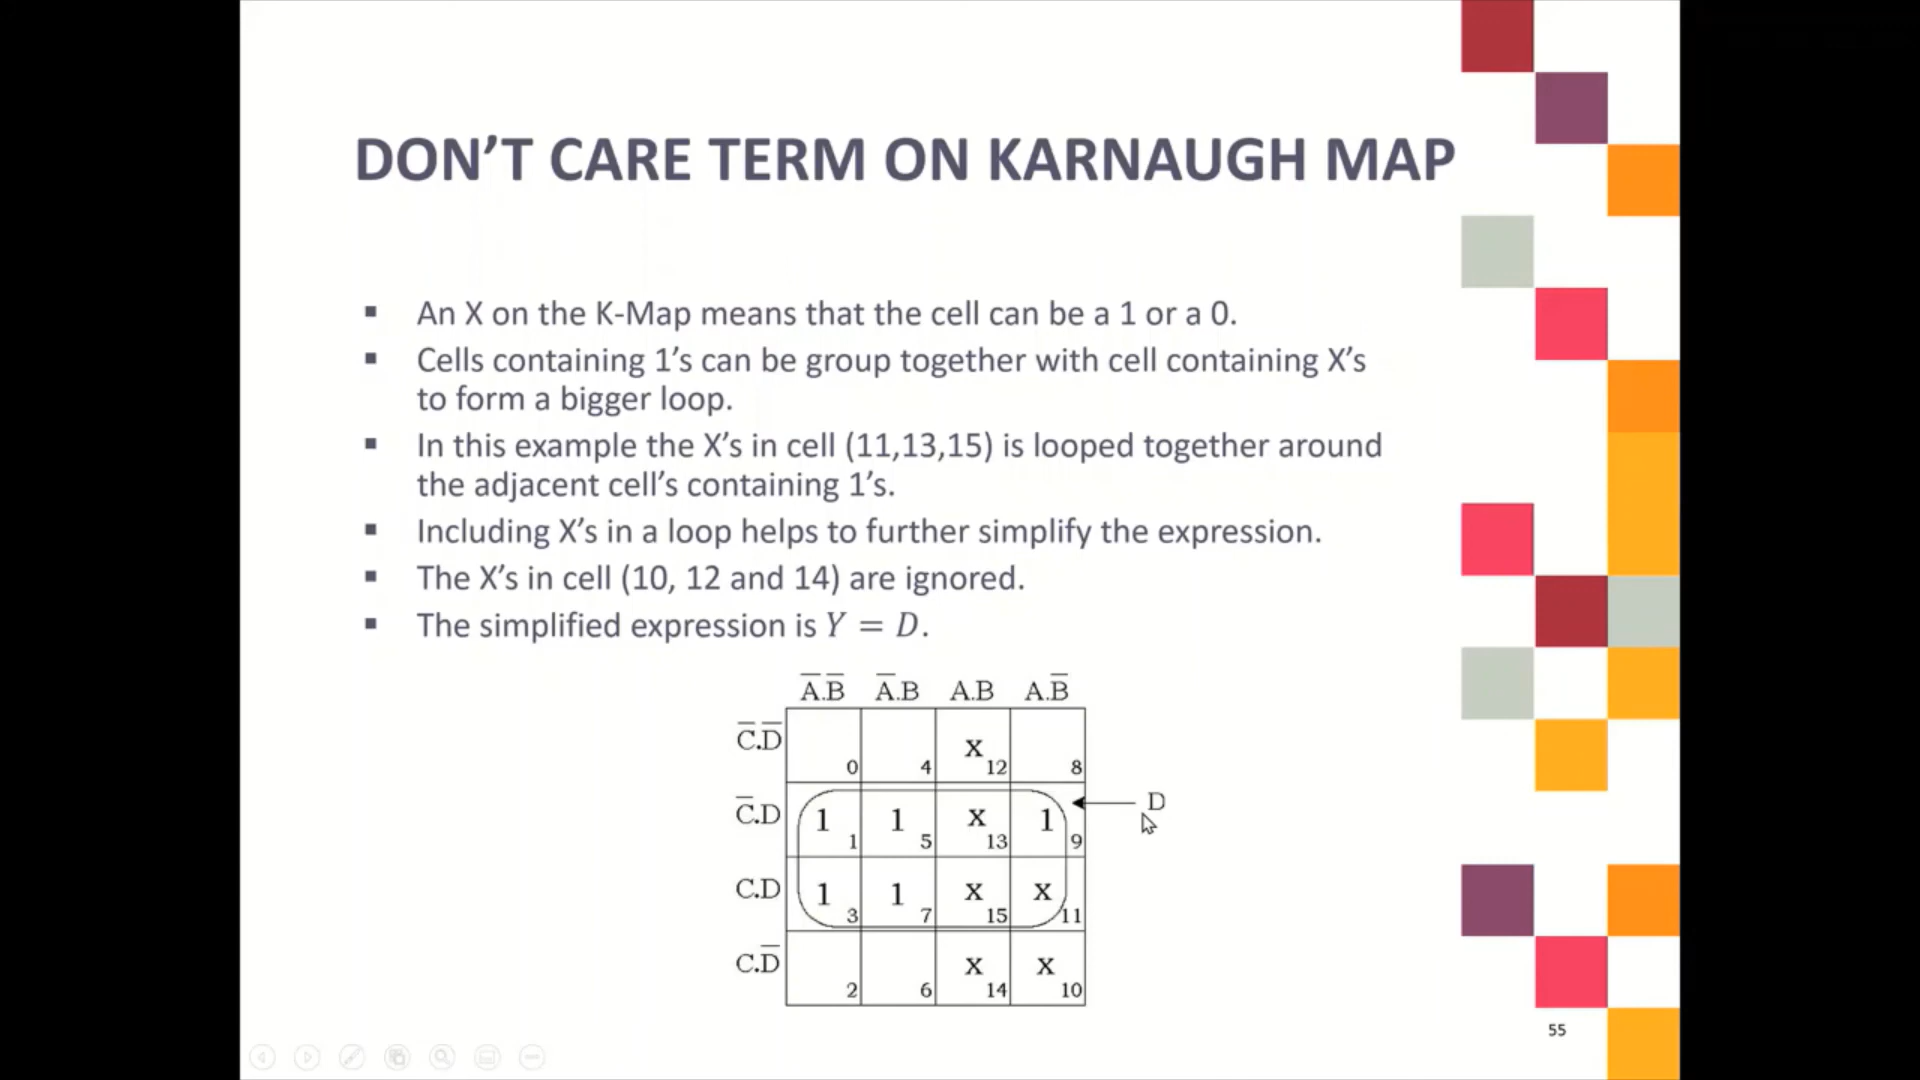 DON’T CARE TERM ON KARNAUGH MAP
▪ An X on the K-Map means that the cell can be a 1 or a 0.
▪ Cells containing 1’s can be group together with cell containing X’s
to form a bigger loop.
▪ In this example the X’s in cell (11,13,15) is looped together around
the adjacent cell’s containing 1’s.
▪ Including X’s in a loop helps to further simplify the expression.
▪ The X’s in cell (10, 12 and 14) are ignored.
▪ The simplified expression is Y = D.
A̅.B̅ A̅.B A.B A.B̅
C̅.D̅ 0 4 x 12 8
C̅.D 1 1 1 5 x 13 1 9 D
C.D 1 3 1 7 x 15 x 11
C.D̅ 2 6 x 14 x 10
55